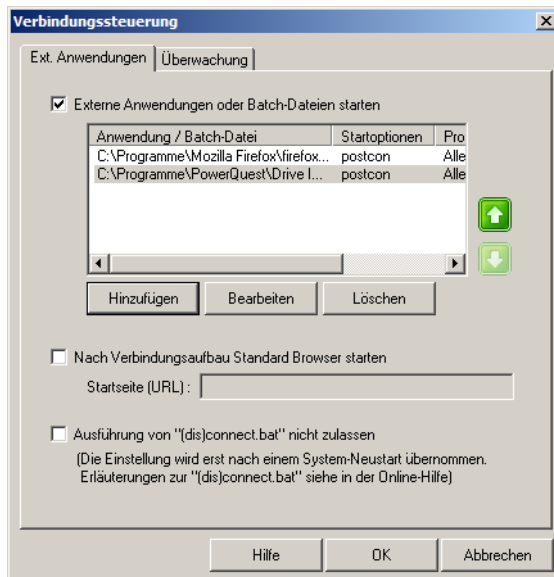 Verbindungssteuerung
Ext. Anwendungen Überwachung
Externe Anwendungen oder Batch-Dateien starten
Anwendung / Batch-Datei Startoptionen Pro
C:\Programme\Mozilla Firefox\firefox... postcon Alle
C:\Programme\PowerQuest\Drive I... postcon Alle
Hinzufügen Bearbeiten Löschen
Nach Verbindungsaufbau Standard Browser starten
Startseite (URL) :
Ausführung von "(dis)connect.bat" nicht zulassen
(Die Einstellung wird erst nach einem System-Neustart übernommen.
Erläuterungen zur "(dis)connect.bat" siehe in der Online-Hilfe)
Hilfe OK Abbrechen